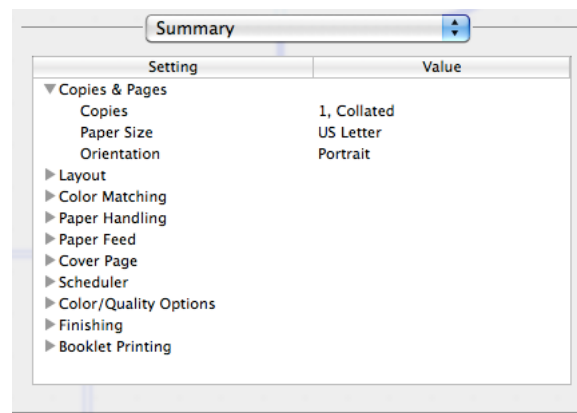 Summary
Setting Value
Copies & Pages
Copies 1, Collated
Paper Size US Letter
Orientation Portrait
Layout
Color Matching
Paper Handling
Paper Feed
Cover Page
Scheduler
Color/Quality Options
Finishing
Booklet Printing